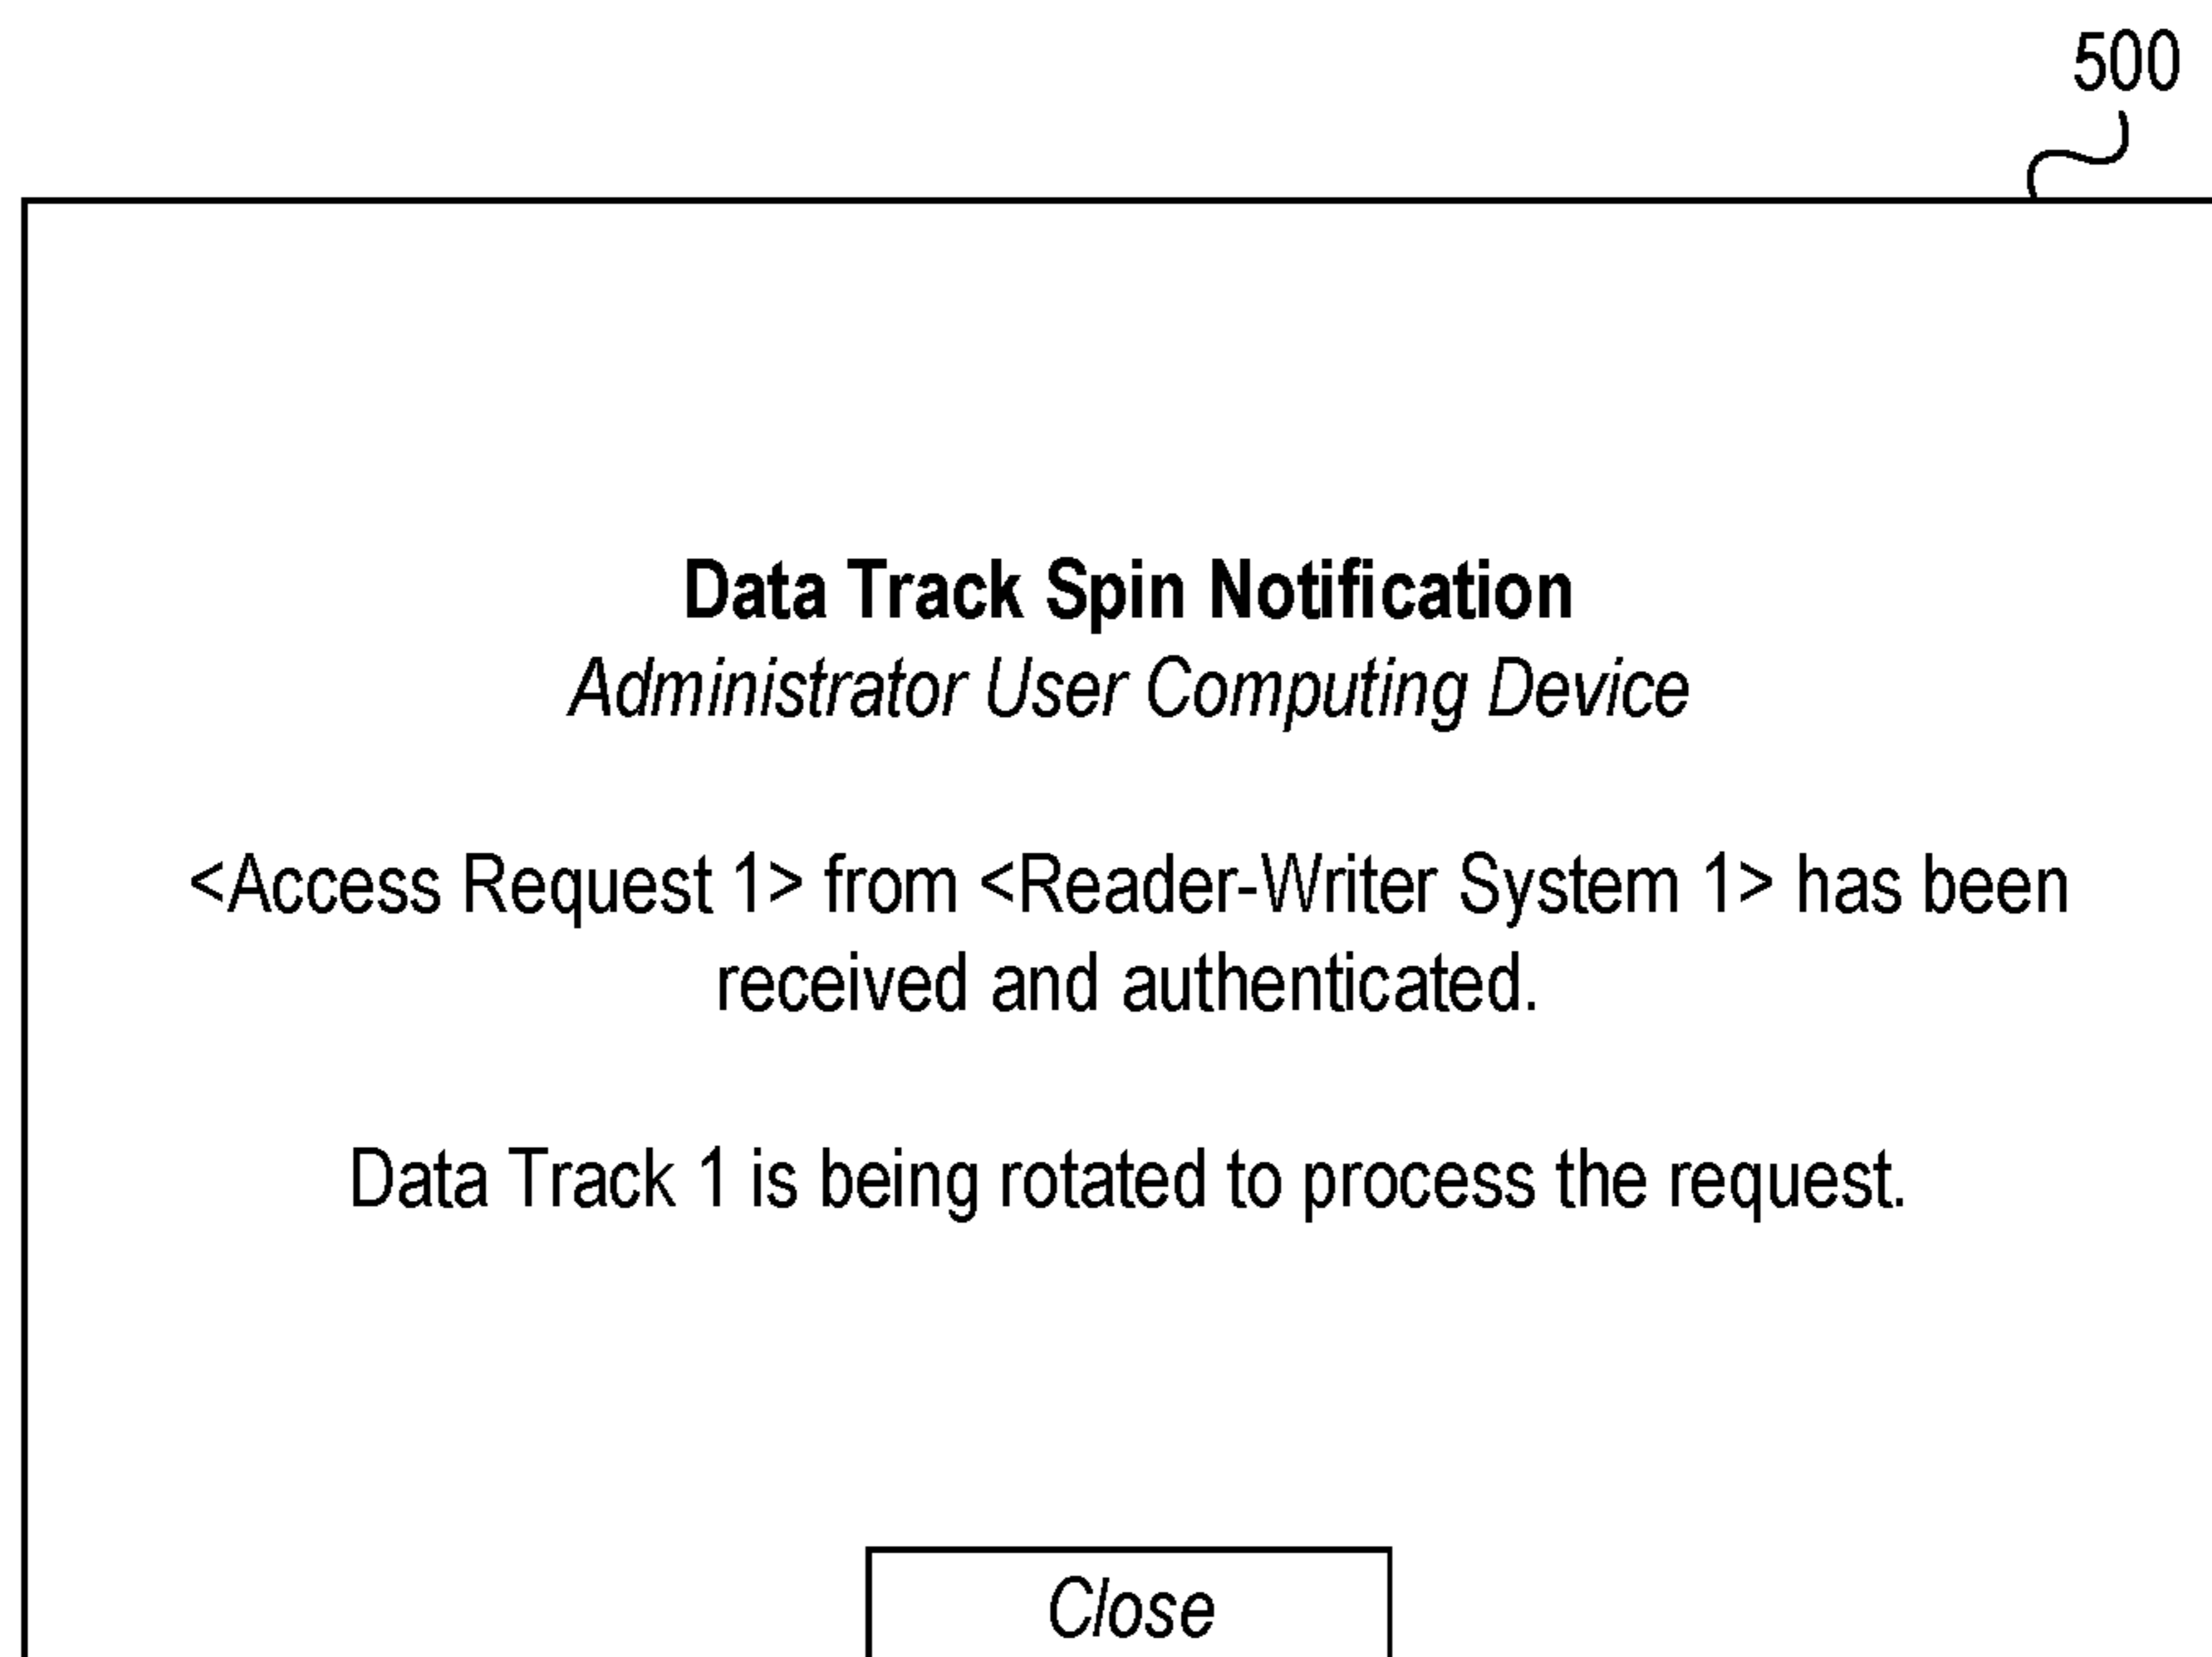 500
Data Track Spin Notification
Administrator User Computing Device
<Access Request 1> from <Reader-Writer System 1> has been
received and authenticated.
Data Track 1 is being rotated to process the request.
Close